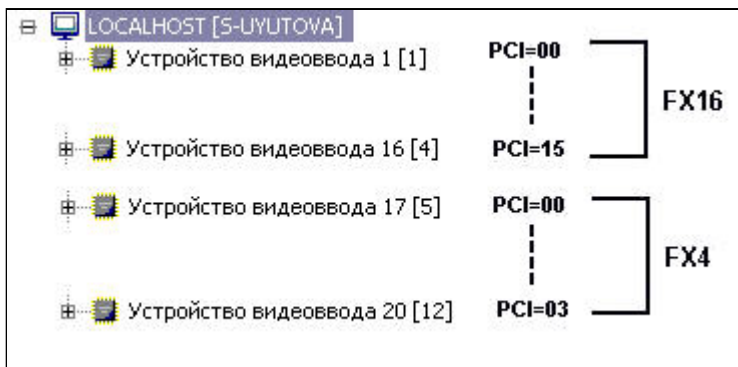 LOCALHOST [S-UYUTOVA]
Устройство видеоввода 1 [1] PCI=00
FX16
Устройство видеоввода 16 [4] PCI=15
Устройство видеоввода 17 [5] PCI=00
FX4
Устройство видеоввода 20 [12] PCI=03